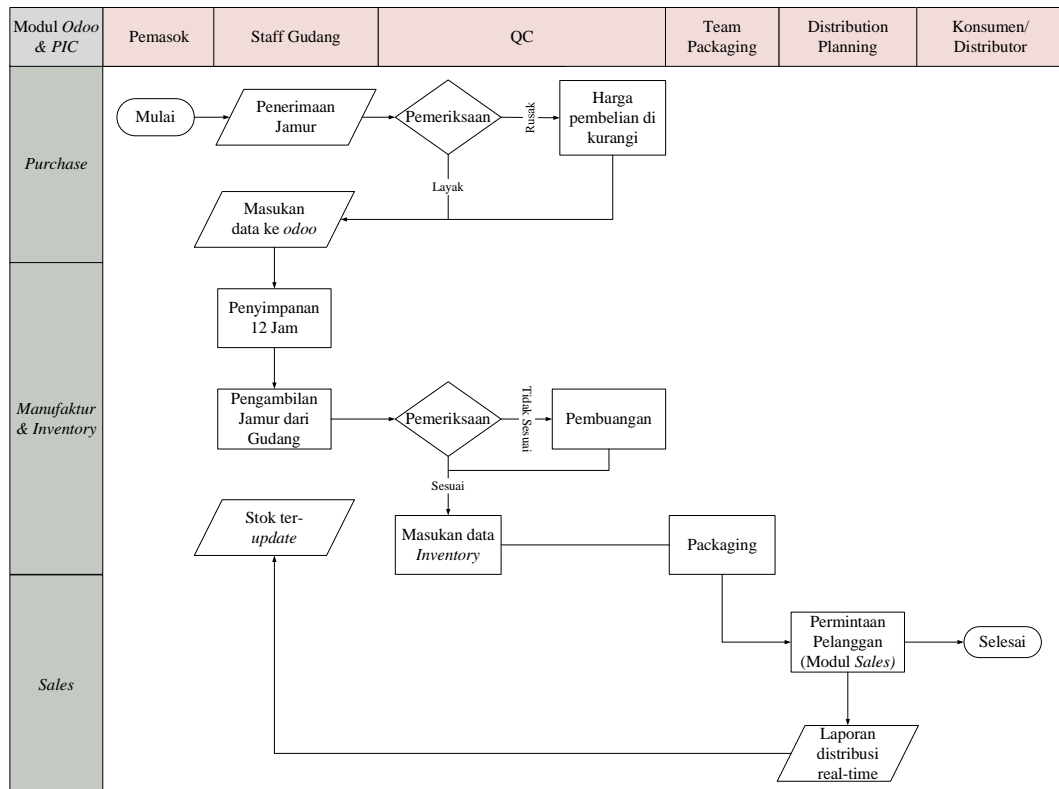 Modul Odoo
& PIC
Pemasok
Staff Gudang
QC
Team
Packaging
Distribution
Planning
Konsumen/
Distributor
Purchase
Mulai
Penerimaan
Jamur
Pemeriksaan
Rusak
Harga
pembelian di
kurangi
Layak
Masukan
data ke odoo
Manufaktur
& Inventory
Penyimpanan
12 Jam
Pengambilan
Jamur dari
Gudang
Pemeriksaan
Tidak Sesuai
Pembuangan
Sesuai
Stok ter-
update
Masukan data
Inventory
Packaging
Sales
Permintaan
Pelanggan
(Modul Sales)
Selesai
Laporan
distribusi
real-time